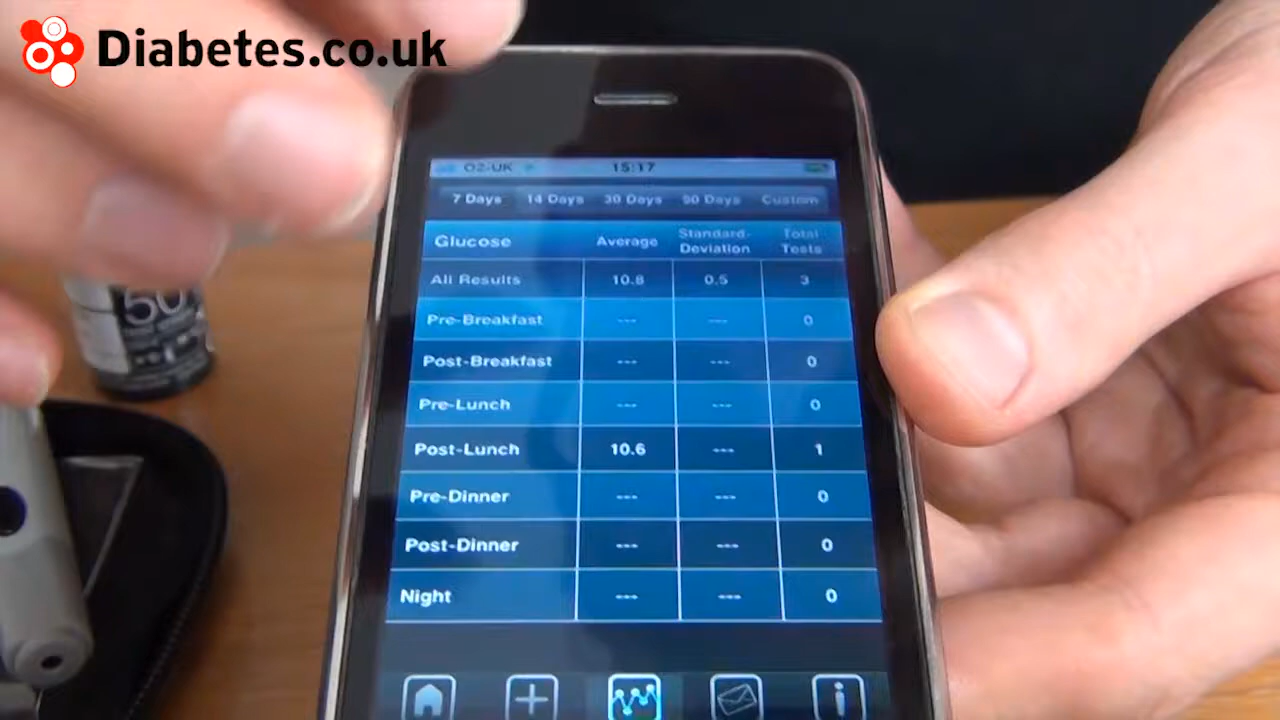 Diabetes.co.uk
O2-UK 15:17
7 Days 14 Days 30 Days 90 Days Custom
Glucose Average Standard-Deviation Total Tests
All Results 10.8 0.5 3
Pre-Breakfast --- --- 0
Post-Breakfast --- --- 0
Pre-Lunch --- --- 0
Post-Lunch 10.6 --- 1
Pre-Dinner --- --- 0
Post-Dinner --- --- 0
Night --- --- 0
50